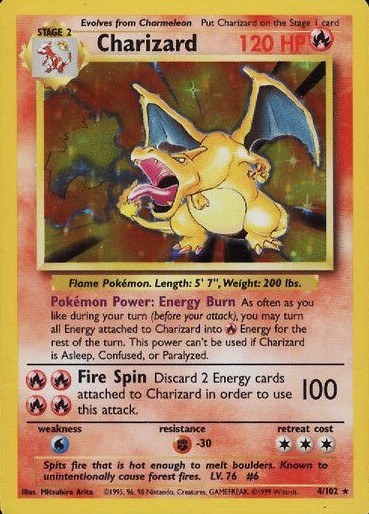 Evolves from Charmeleon Put Charizard on the Stage 1 card
STAGE 2
Charizard 120 HP
Flame Pokémon. Length: 5' 7", Weight: 200 lbs.
Pokémon Power: Energy Burn As often as you
like during your turn (before your attack), you may turn
all Energy attached to Charizard into Energy for the
rest of the turn. This power can't be used if Charizard
is Asleep, Confused, or Paralyzed.
Fire Spin Discard 2 Energy cards
attached to Charizard in order to use
this attack.
100
weakness resistance retreat cost
-30
Spits fire that is hot enough to melt boulders. Known to
unintentionally cause forest fires. LV. 76 #6
Illus. Mitsuhiro Arita ©1995, 96, 98 Nintendo, Creatures, GAMEFREAK. ©1999 Wizards. 4/102 ★